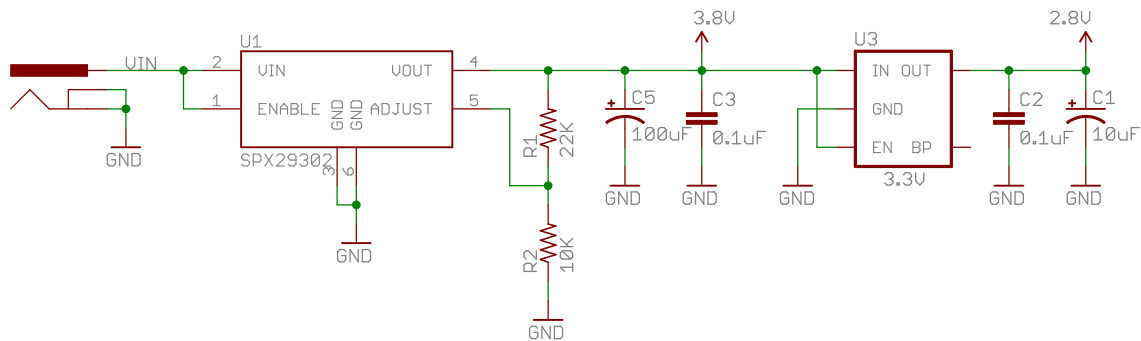 3.8V
2.8V
U1
U3
VIN
2
VIN
VOUT
4
IN OUT
1
ENABLE
GND
GND
ADJUST
5
C5
C3
GND
C2
C1
R1
22K
100uF
0.1uF
0.1uF
10uF
GND
SPX29302
3
6
EN BP
3.3V
GND
GND
GND
GND
GND
GND
R2
10K
GND